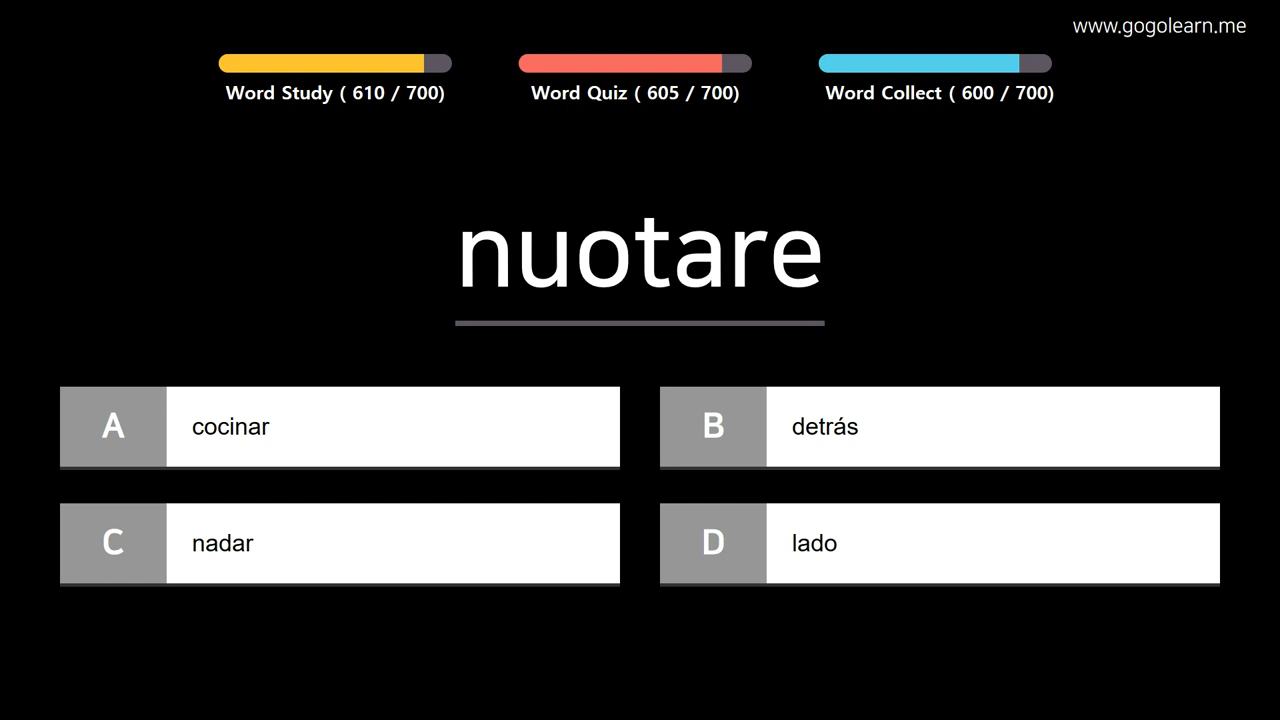 www.gogolearn.me
Word Study ( 610 / 700)
Word Quiz ( 605 / 700)
Word Collect ( 600 / 700)
nuotare
A cocinar
B detrás
C nadar
D lado